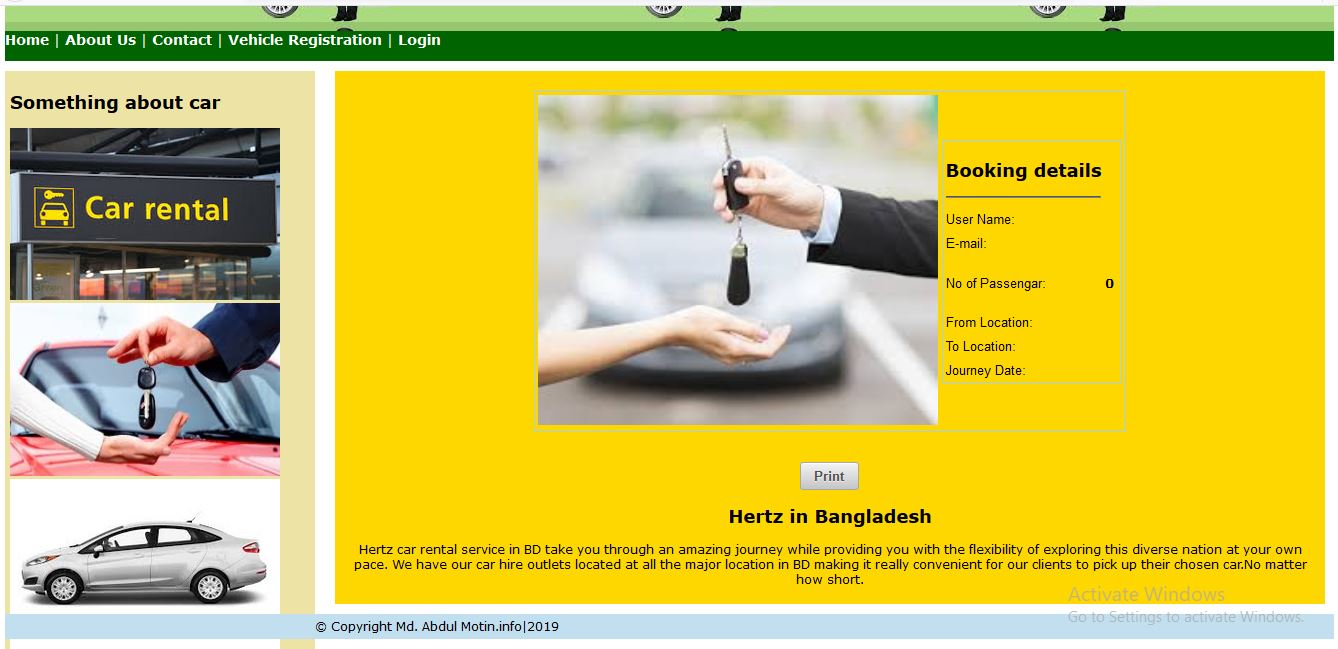 Home | About Us | Contact | Vehicle Registration | Login
Something about car
Car rental
Booking details
User Name:
E-mail:
No of Passengar: 0
From Location:
To Location:
Journey Date:
Print
Hertz in Bangladesh
Hertz car rental service in BD take you through an amazing journey while providing you with the flexibility of exploring this diverse nation at your own
pace. We have our car hire outlets located at all the major location in BD making it really convenient for our clients to pick up their chosen car.No matter
how short.
Activate Windows
Go to Settings to activate Windows.
© Copyright Md. Abdul Motin.info|2019